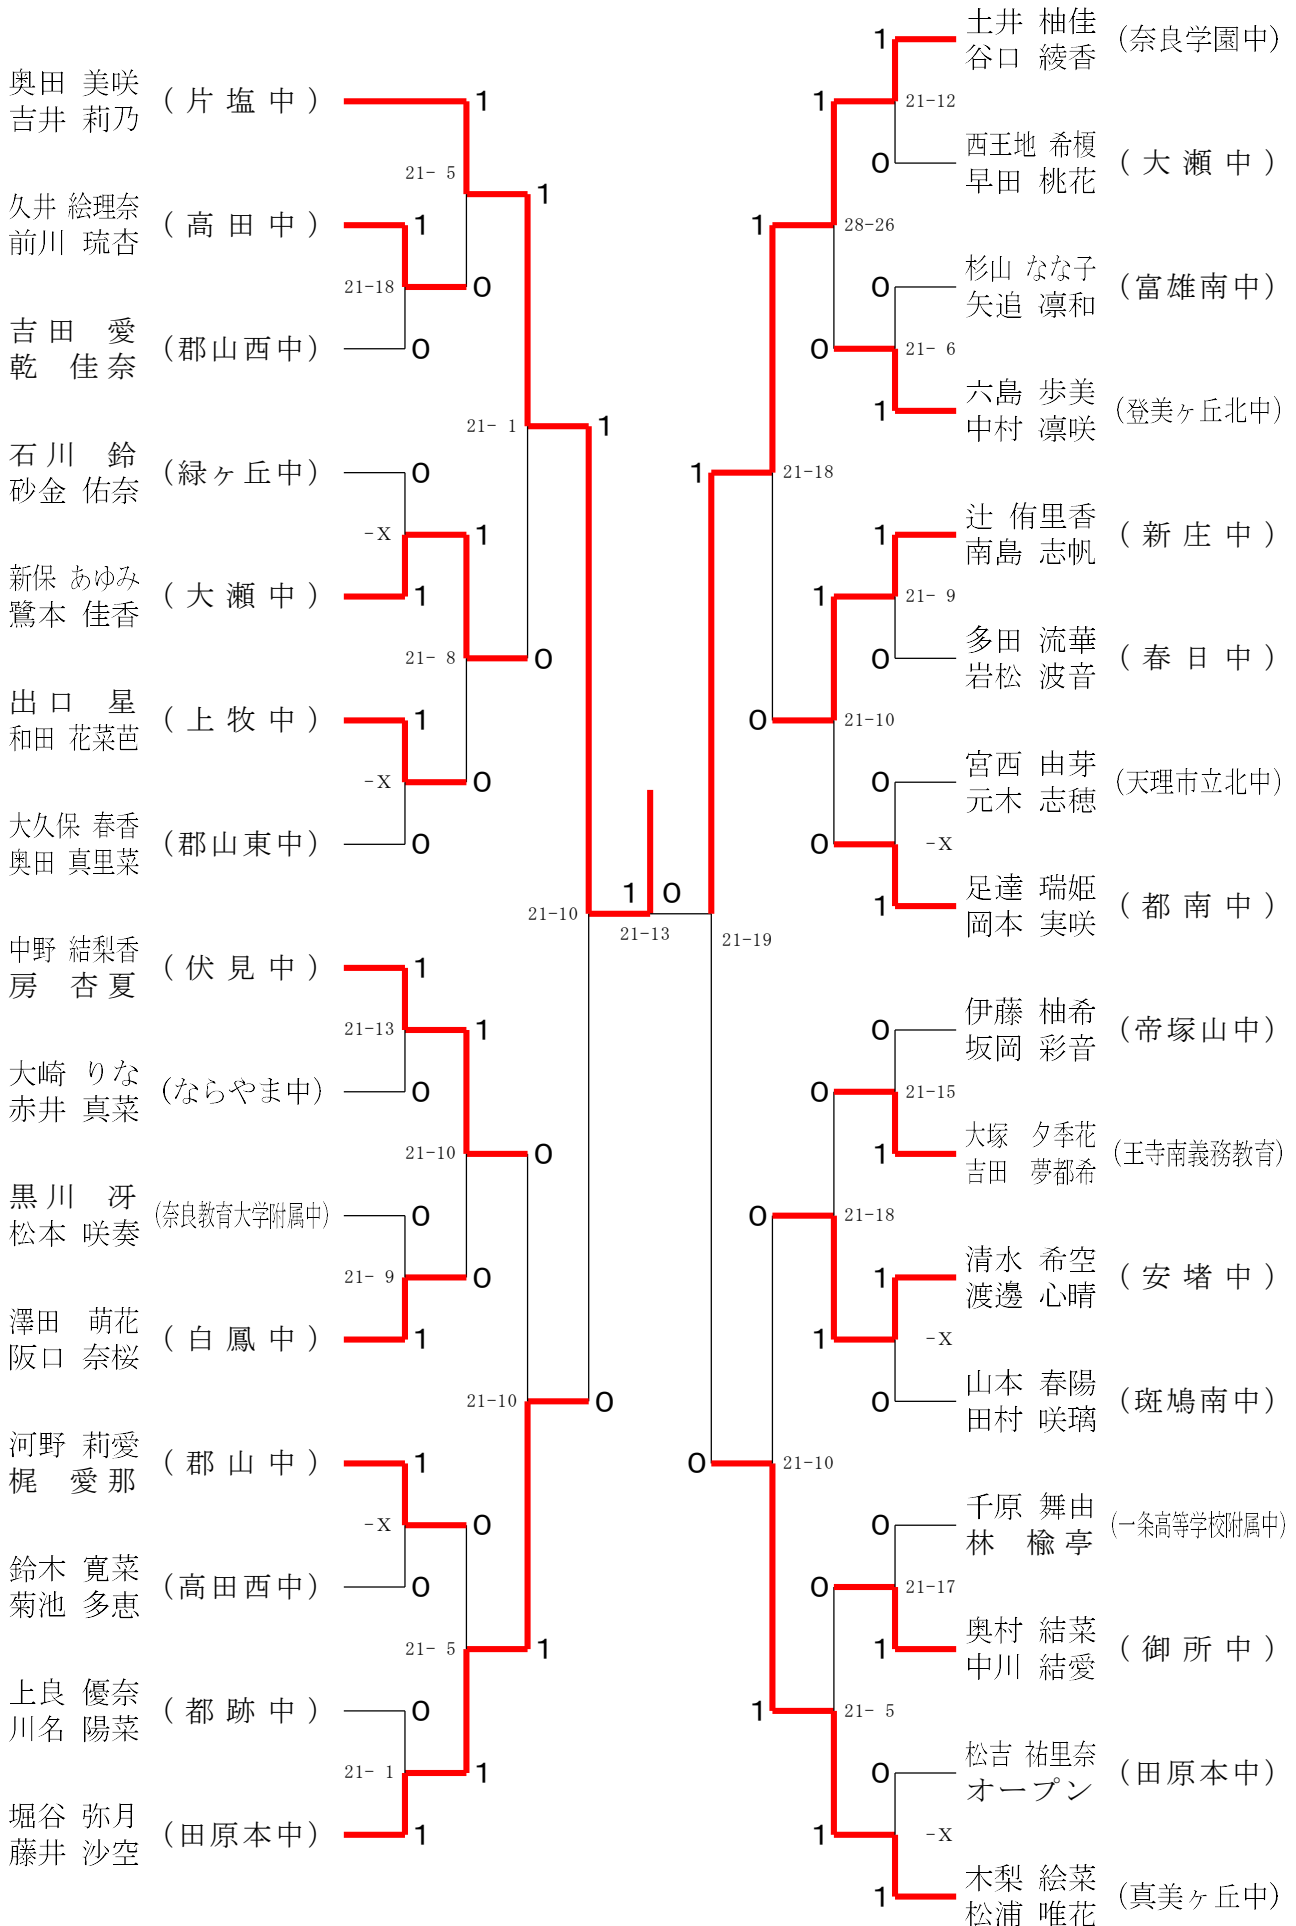 奥田 美咲
吉井 莉乃
(片塩中)
1
21- 5
1
久井 絵理奈
前川 琉杏
(高田中)
1
21-18
0
吉田 愛
乾 佳奈
(郡山西中)
0
21- 1
1
石川 鈴
砂金 佑奈
(緑ヶ丘中)
0
-X
1
新保 あゆみ
鷺本 佳香
(大瀬中)
1
21- 8
0
出口 星
和田 花菜芭
(上牧中)
1
-X
0
大久保 春香
奥田 真里菜
(郡山東中)
0
21-10
中野 結梨香
房 杏夏
(伏見中)
1
21-13
1
大崎 りな
赤井 真菜
(ならやま中)
0
21-10
0
黒川 冴
松本 咲奏
(奈良教育大学附属中)
0
21- 9
0
澤田 萌花
阪口 奈桜
(白鳳中)
1
21-10
0
河野 莉愛
梶 愛那
(郡山中)
1
-X
0
鈴木 寛菜
菊池 多恵
(高田西中)
0
21- 5
1
上良 優奈
川名 陽菜
(都跡中)
0
21- 1
1
堀谷 弥月
藤井 沙空
(田原本中)
1
1 0
21-13
1
土井 柚佳
谷口 綾香
(奈良学園中)
1
21-12
0
西王地 希榎
早田 桃花
(大瀬中)
1
28-26
0
杉山 なな子
矢追 凛和
(富雄南中)
0
21- 6
1
六島 歩美
中村 凛咲
(登美ヶ丘北中)
1
21-18
1
辻 侑里香
南島 志帆
(新庄中)
1
21- 9
0
多田 流華
岩松 波音
(春日中)
0
21-10
0
宮西 由芽
元木 志穂
(天理市立北中)
0
-X
1
足達 瑞姫
岡本 実咲
(都南中)
21-19
0
伊藤 柚希
坂岡 彩音
(帝塚山中)
0
21-15
1
大塚 夕季花
吉田 夢都希
(王寺南義務教育)
0
21-18
1
清水 希空
渡邊 心晴
(安堵中)
1
-X
0
山本 春陽
田村 咲璃
(斑鳩南中)
0
21-10
0
千原 舞由
林 楡亭
(一条高等学校附属中)
0
21-17
1
奥村 結菜
中川 結愛
(御所中)
1
21- 5
0
松吉 祐里奈
オープン
(田原本中)
1
-X
1
木梨 絵菜
松浦 唯花
(真美ヶ丘中)